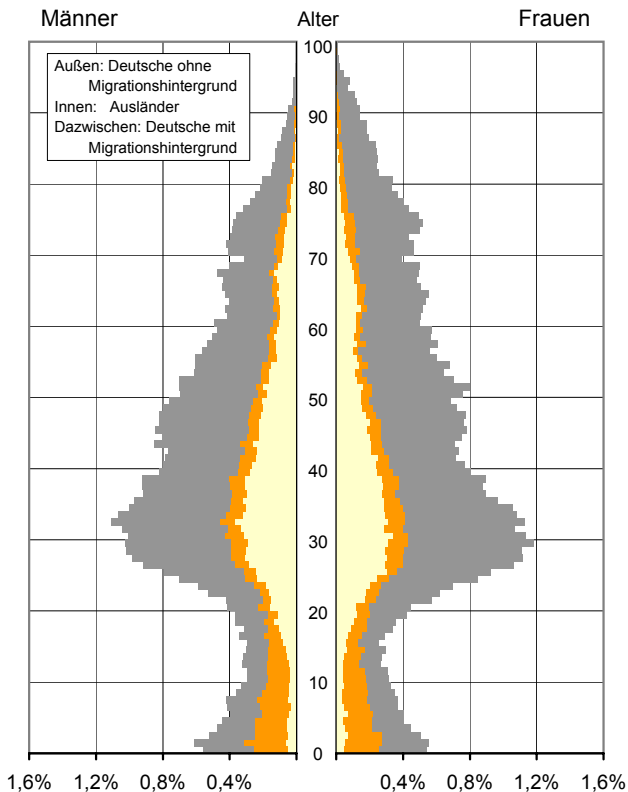 Männer Alter Frauen
Außen: Deutsche ohne
Migrationshintergrund
Innen: Ausländer
Dazwischen: Deutsche mit
Migrationshintergrund
100
90
80
70
60
50
40
30
20
10
0
1,6% 1,2% 0,8% 0,4% 0,4% 0,8% 1,2% 1,6%